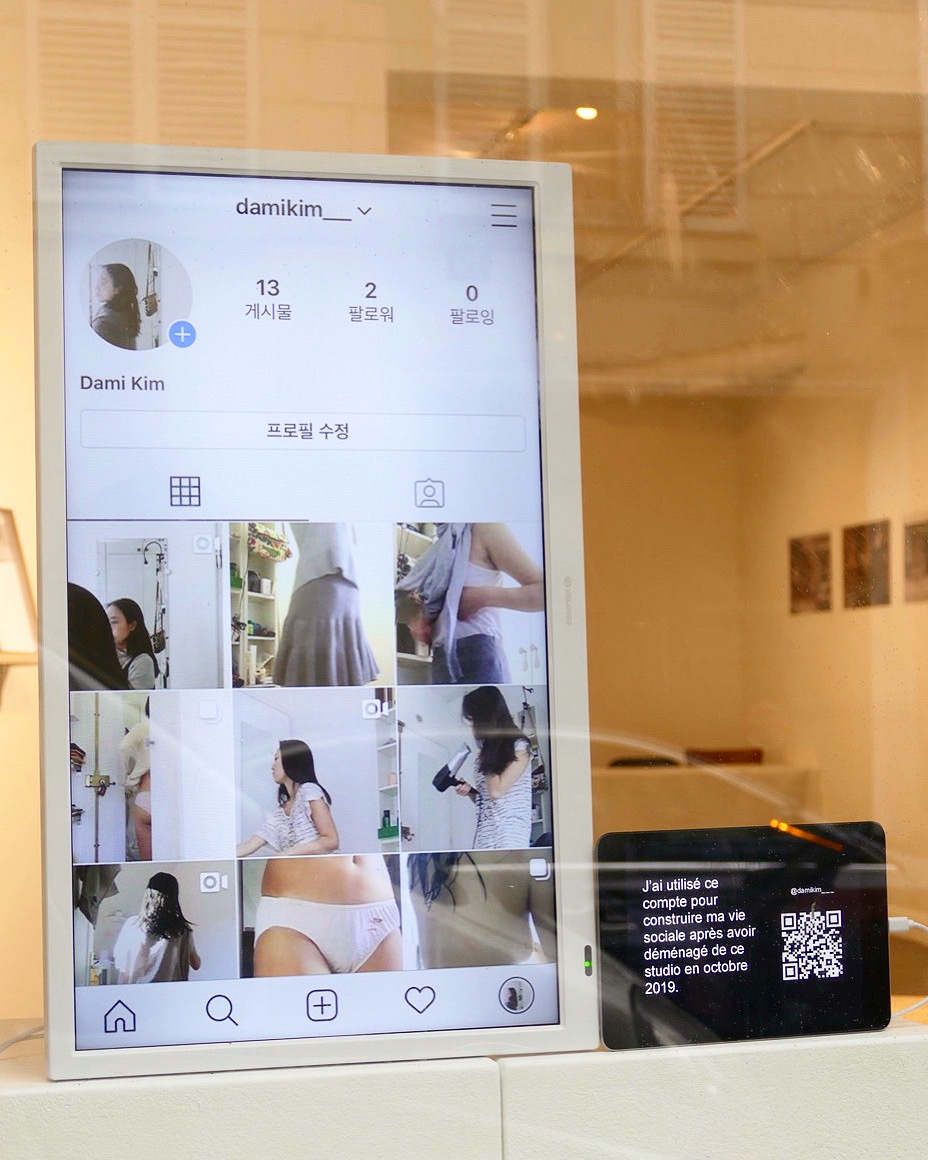 damikim__
13 2 0
게시물 팔로워 팔로잉
Dami Kim
프로필 수정
J'ai utilisé ce
compte pour
construire ma vie
sociale après avoir
déménagé de ce
studio en octobre
2019.
@damikim__